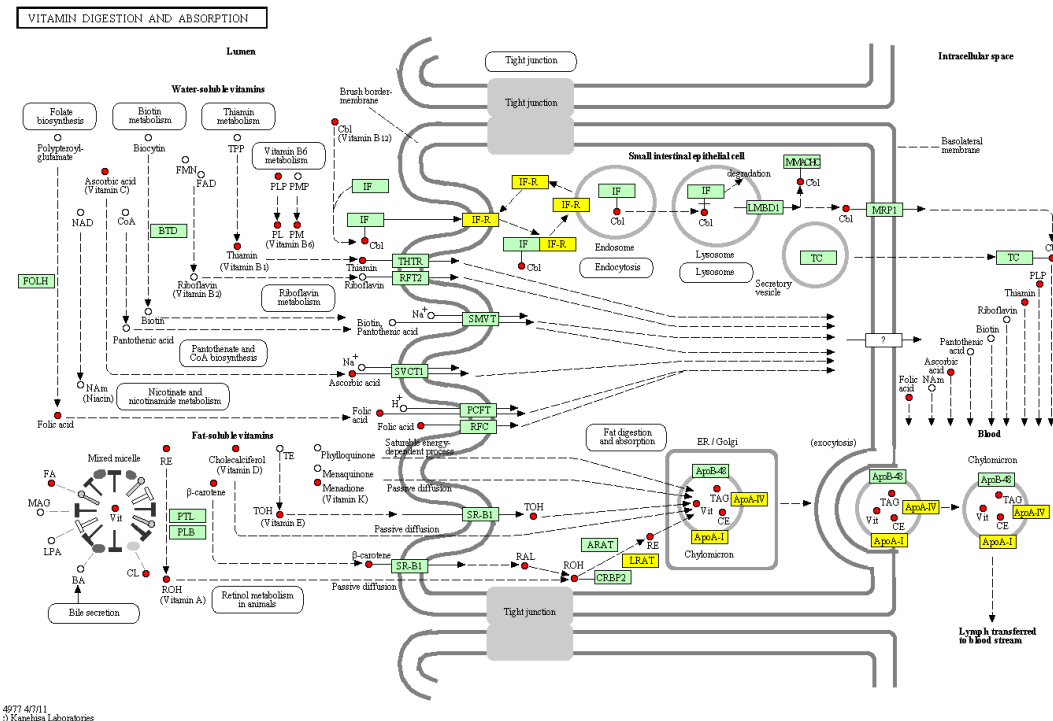 VITAMIN DIGESTION AND ABSORPTION
Lumen
Intracellular space
Water-soluble vitamins
Tight junction
Tight junction
Brush border-
membrane
Basolateral
membrane
Small intestinal epithelial cell
Folate
biosynthesis
Biotin
metabolism
Thiamin
metabolism
Vitamin B6
metabolism
Polypteroyl-
glutamate
Biocytin
TPP
FMN
FAD
PLP
PMP
PL
PM
(Vitamin B6)
Cbl
(Vitamin B12)
Ascorbic acid
(Vitamin C)
NAD
CoA
BTD
FOLH
Thiamin
(Vitamin B1)
Riboflavin
(Vitamin B2)
Riboflavin
metabolism
Biotin
Pantothenic acid
Pantothenate and
CoA biosynthesis
NAm
(Niacin)
Nicotinate and
nicotinamide metabolism
Folic acid
IF
IF
Cbl
IF-R
IF-R
IF-R
IF
IF-R
Cbl
IF
Cbl
Endosome
Endocytosis
IF
Cbl
degradation
Lysosome
Lysosome
LMBD1
MMACHC
Cbl
Cbl
MRP1
TC
Secretory
vesicle
TC
Thiamin
THTR
Riboflavin
RFT2
Na+
Biotin,
Pantothenic acid
SMVT
Na+
Ascorbic acid
SVCT1
H+
Folic
acid
PCFT
Folic acid
RFC
?
PLP
Thiamin
Riboflavin
Biotin
Pantothenic
acid
Ascorbic
acid
NAm
Folic
acid
Blood
Fat-soluble vitamins
Saturable energy-
dependent process
Fat digestion
and absorption
ER / Golgi
(exocytosis)
Mixed micelle
FA
MAG
LPA
BA
CL
Vit
Bile secretion
RE
PTL
PLB
ROH
(Vitamin A)
Cholecalciferol
(Vitamin D)
β-carotene
TE
TOH
(Vitamin E)
Phylloquinone
Menaquinone
Menadione
(Vitamin K)
Passive diffusion
Passive diffusion
Passive diffusion
Retinol metabolism
in animals
SR-B1
TOH
β-carotene
SR-B1
RAL
ROH
CRBP2
ARAT
LRAT
RE
ApoB-48
TAG
ApoA-IV
Vit
CE
ApoA-I
Chylomicron
ApoB-48
TAG
ApoA-IV
Vit
CE
ApoA-I
Chylomicron
ApoB-48
TAG
ApoA-IV
Vit
CE
ApoA-I
Tight junction
Lymph transferred
to blood stream
4977 4/7/11
Kanehisa Laboratories